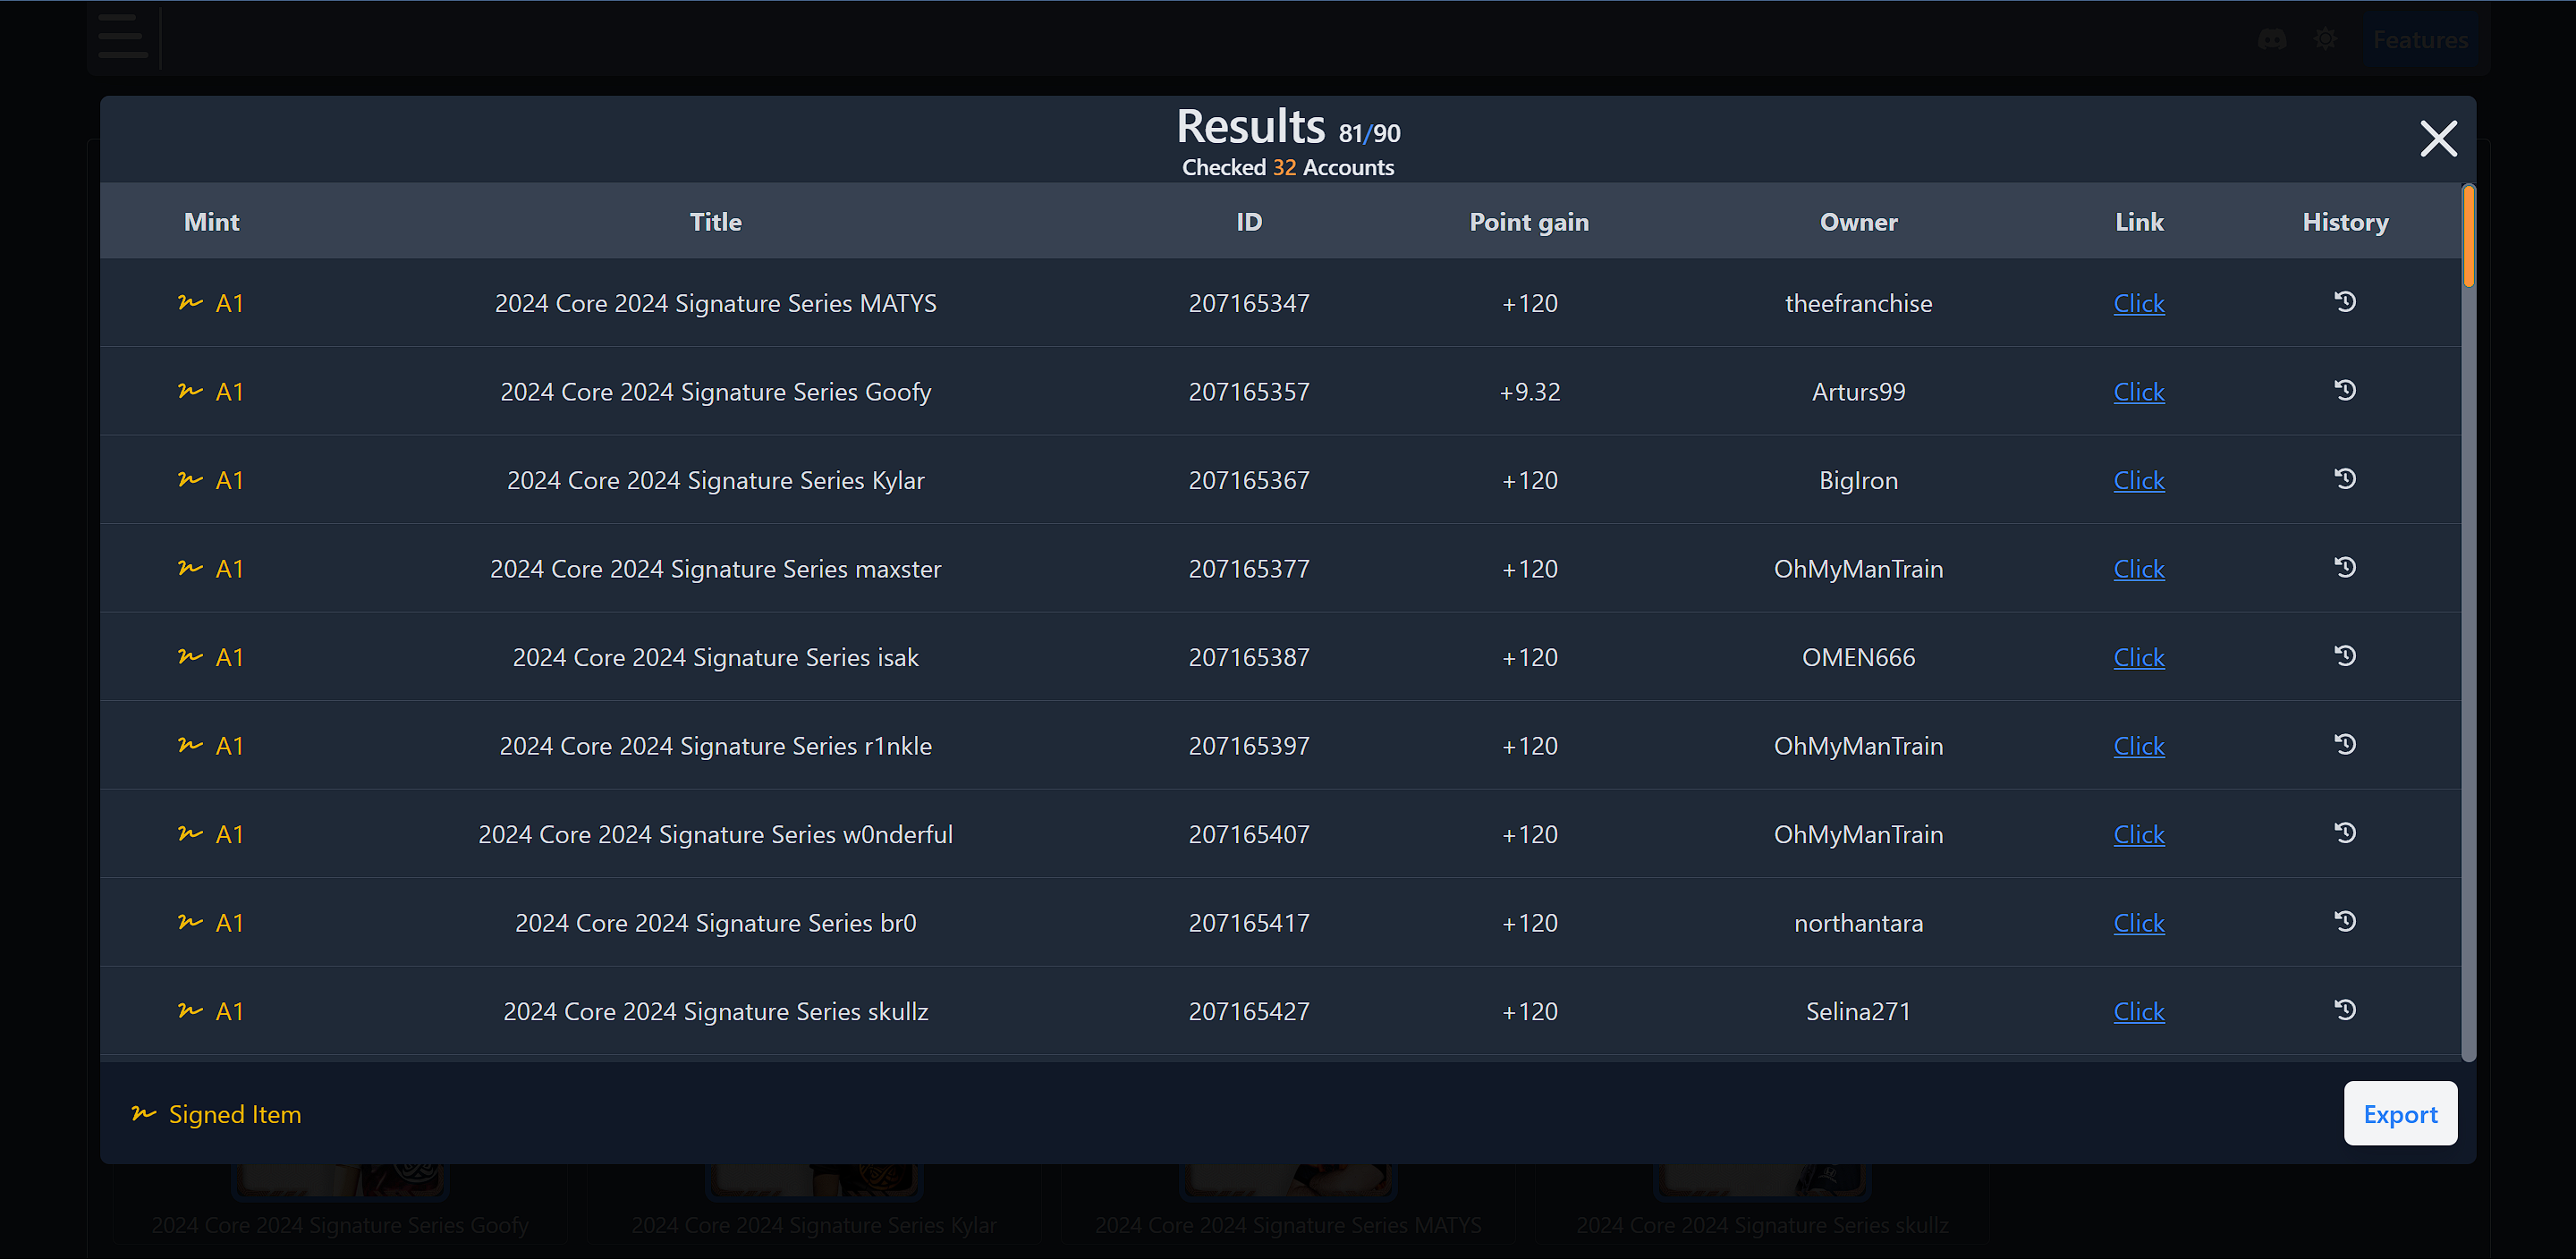 Features
Results 81/90
Checked 32 Accounts
Mint Title ID Point gain Owner Link History
A1 2024 Core 2024 Signature Series MATYS 207165347 +120 theefranchise Click
A1 2024 Core 2024 Signature Series Goofy 207165357 +9.32 Arturs99 Click
A1 2024 Core 2024 Signature Series Kylar 207165367 +120 BigIron Click
A1 2024 Core 2024 Signature Series maxster 207165377 +120 OhMyManTrain Click
A1 2024 Core 2024 Signature Series isak 207165387 +120 OMEN666 Click
A1 2024 Core 2024 Signature Series r1nkle 207165397 +120 OhMyManTrain Click
A1 2024 Core 2024 Signature Series w0nderful 207165407 +120 OhMyManTrain Click
A1 2024 Core 2024 Signature Series br0 207165417 +120 northantara Click
A1 2024 Core 2024 Signature Series skullz 207165427 +120 Selina271 Click
Signed Item Export
2024 Core 2024 Signature Series Goofy 2024 Core 2024 Signature Series Kylar 2024 Core 2024 Signature Series MATYS 2024 Core 2024 Signature Series skullz